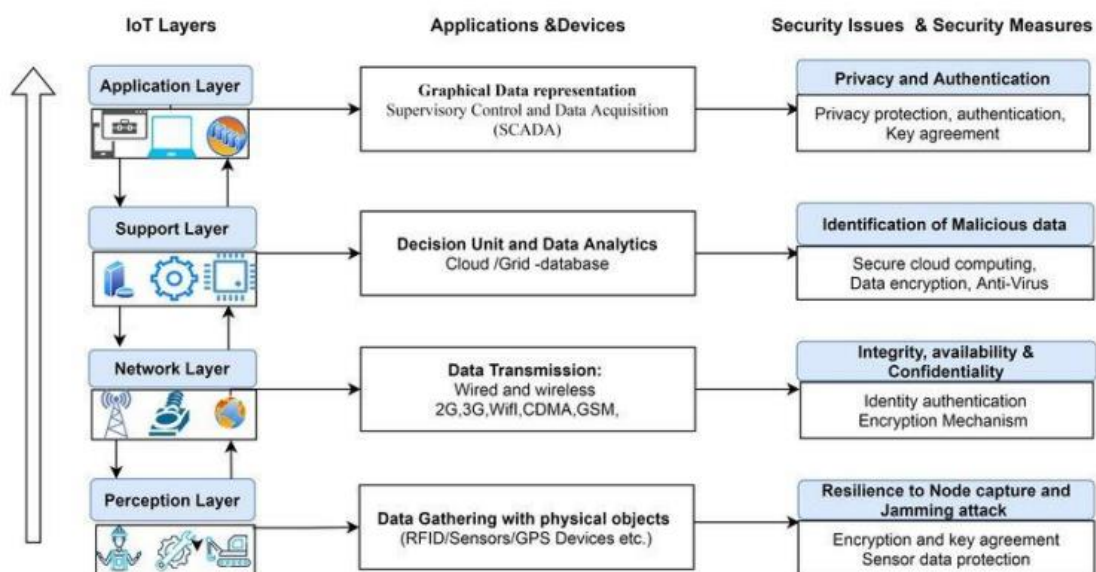 IoT Layers
Applications &Devices
Security Issues & Security Measures
Application Layer
Graphical Data representation
Supervisory Control and Data Acquisition
(SCADA)
Privacy and Authentication
Privacy protection, authentication,
Key agreement
Support Layer
Decision Unit and Data Analytics
Cloud /Grid -database
Identification of Malicious data
Secure cloud computing,
Data encryption, Anti-Virus
Network Layer
Data Transmission:
Wired and wireless
2G,3G,WifI,CDMA,GSM,
Integrity, availability &
Confidentiality
Identity authentication
Encryption Mechanism
Perception Layer
Data Gathering with physical objects
(RFID/Sensors/GPS Devices etc.)
Resilience to Node capture and
Jamming attack
Encryption and key agreement
Sensor data protection